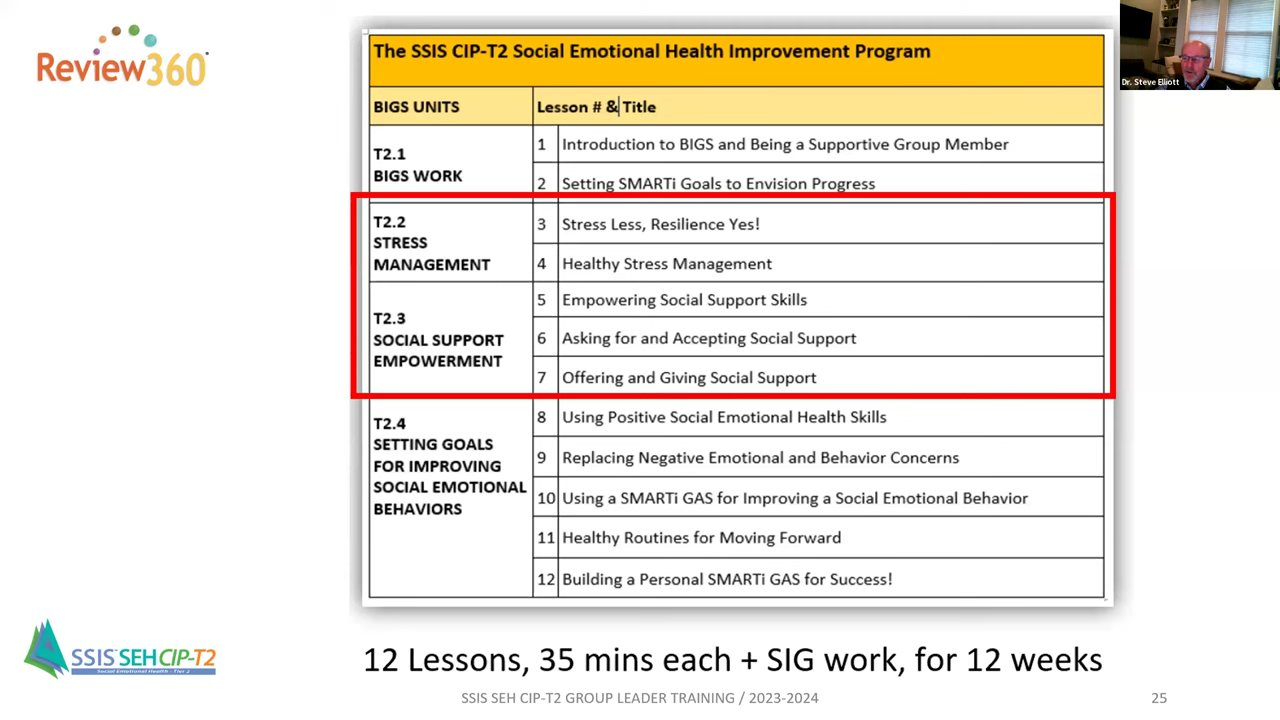 Review360
Dr. Steve Elliott
The SSIS CIP-T2 Social Emotional Health Improvement Program
BIGS UNITS
Lesson # & Title
T2.1
BIGS WORK
1 Introduction to BIGS and Being a Supportive Group Member
2 Setting SMARTi Goals to Envision Progress
T2.2
STRESS
MANAGEMENT
3 Stress Less, Resilience Yes!
4 Healthy Stress Management
T2.3
SOCIAL SUPPORT
EMPOWERMENT
5 Empowering Social Support Skills
6 Asking for and Accepting Social Support
7 Offering and Giving Social Support
T2.4
SETTING GOALS
FOR IMPROVING
SOCIAL EMOTIONAL
BEHAVIORS
8 Using Positive Social Emotional Health Skills
9 Replacing Negative Emotional and Behavior Concerns
10 Using a SMARTi GAS for Improving a Social Emotional Behavior
11 Healthy Routines for Moving Forward
12 Building a Personal SMARTi GAS for Success!
SSIS SEH CIP-T2
Social Emotional Health - Tier 2
12 Lessons, 35 mins each + SIG work, for 12 weeks
SSIS SEH CIP-T2 GROUP LEADER TRAINING / 2023-2024
25